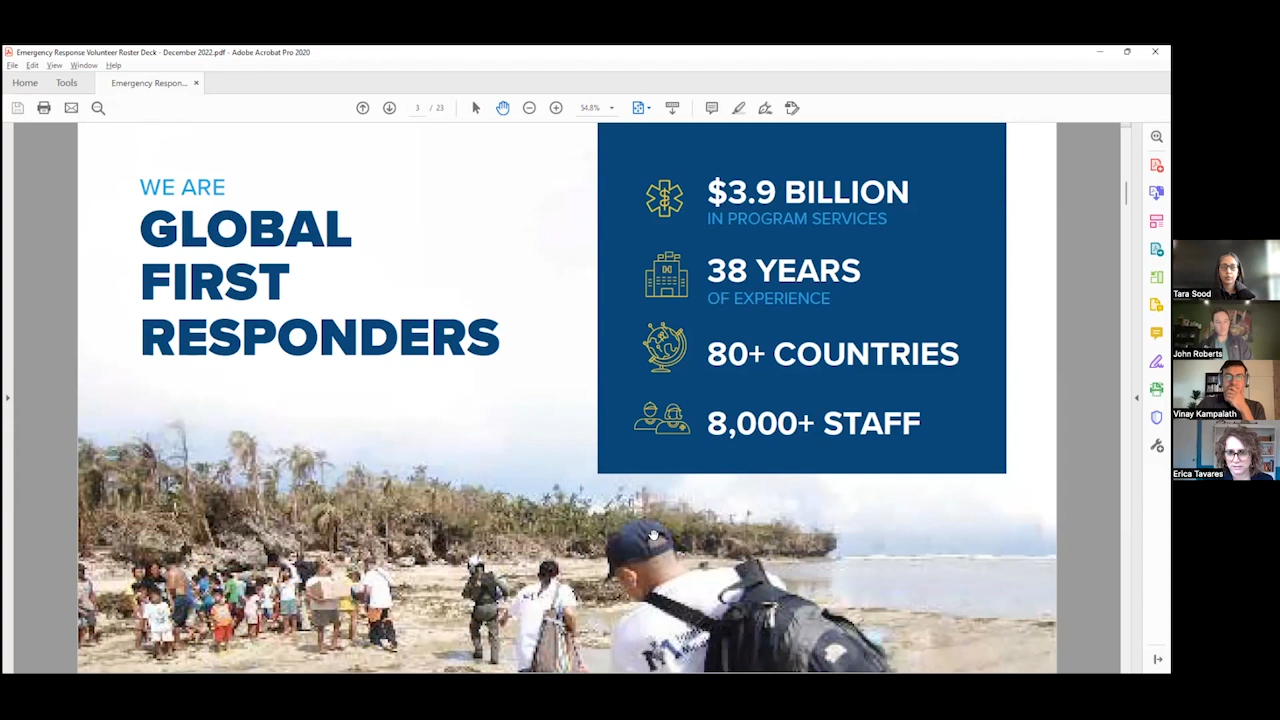 Emergency Response Volunteer Roster Deck - December 2022.pdf - Adobe Acrobat Pro 2020
File Edit View Window Help
Home Tools Emergency Respon... ×
3 / 23 54.8%
WE ARE
GLOBAL
FIRST
RESPONDERS
$3.9 BILLION
IN PROGRAM SERVICES
38 YEARS
OF EXPERIENCE
80+ COUNTRIES
8,000+ STAFF
Tara Sood
John Roberts
Vinay Kampalath
Erica Tavares